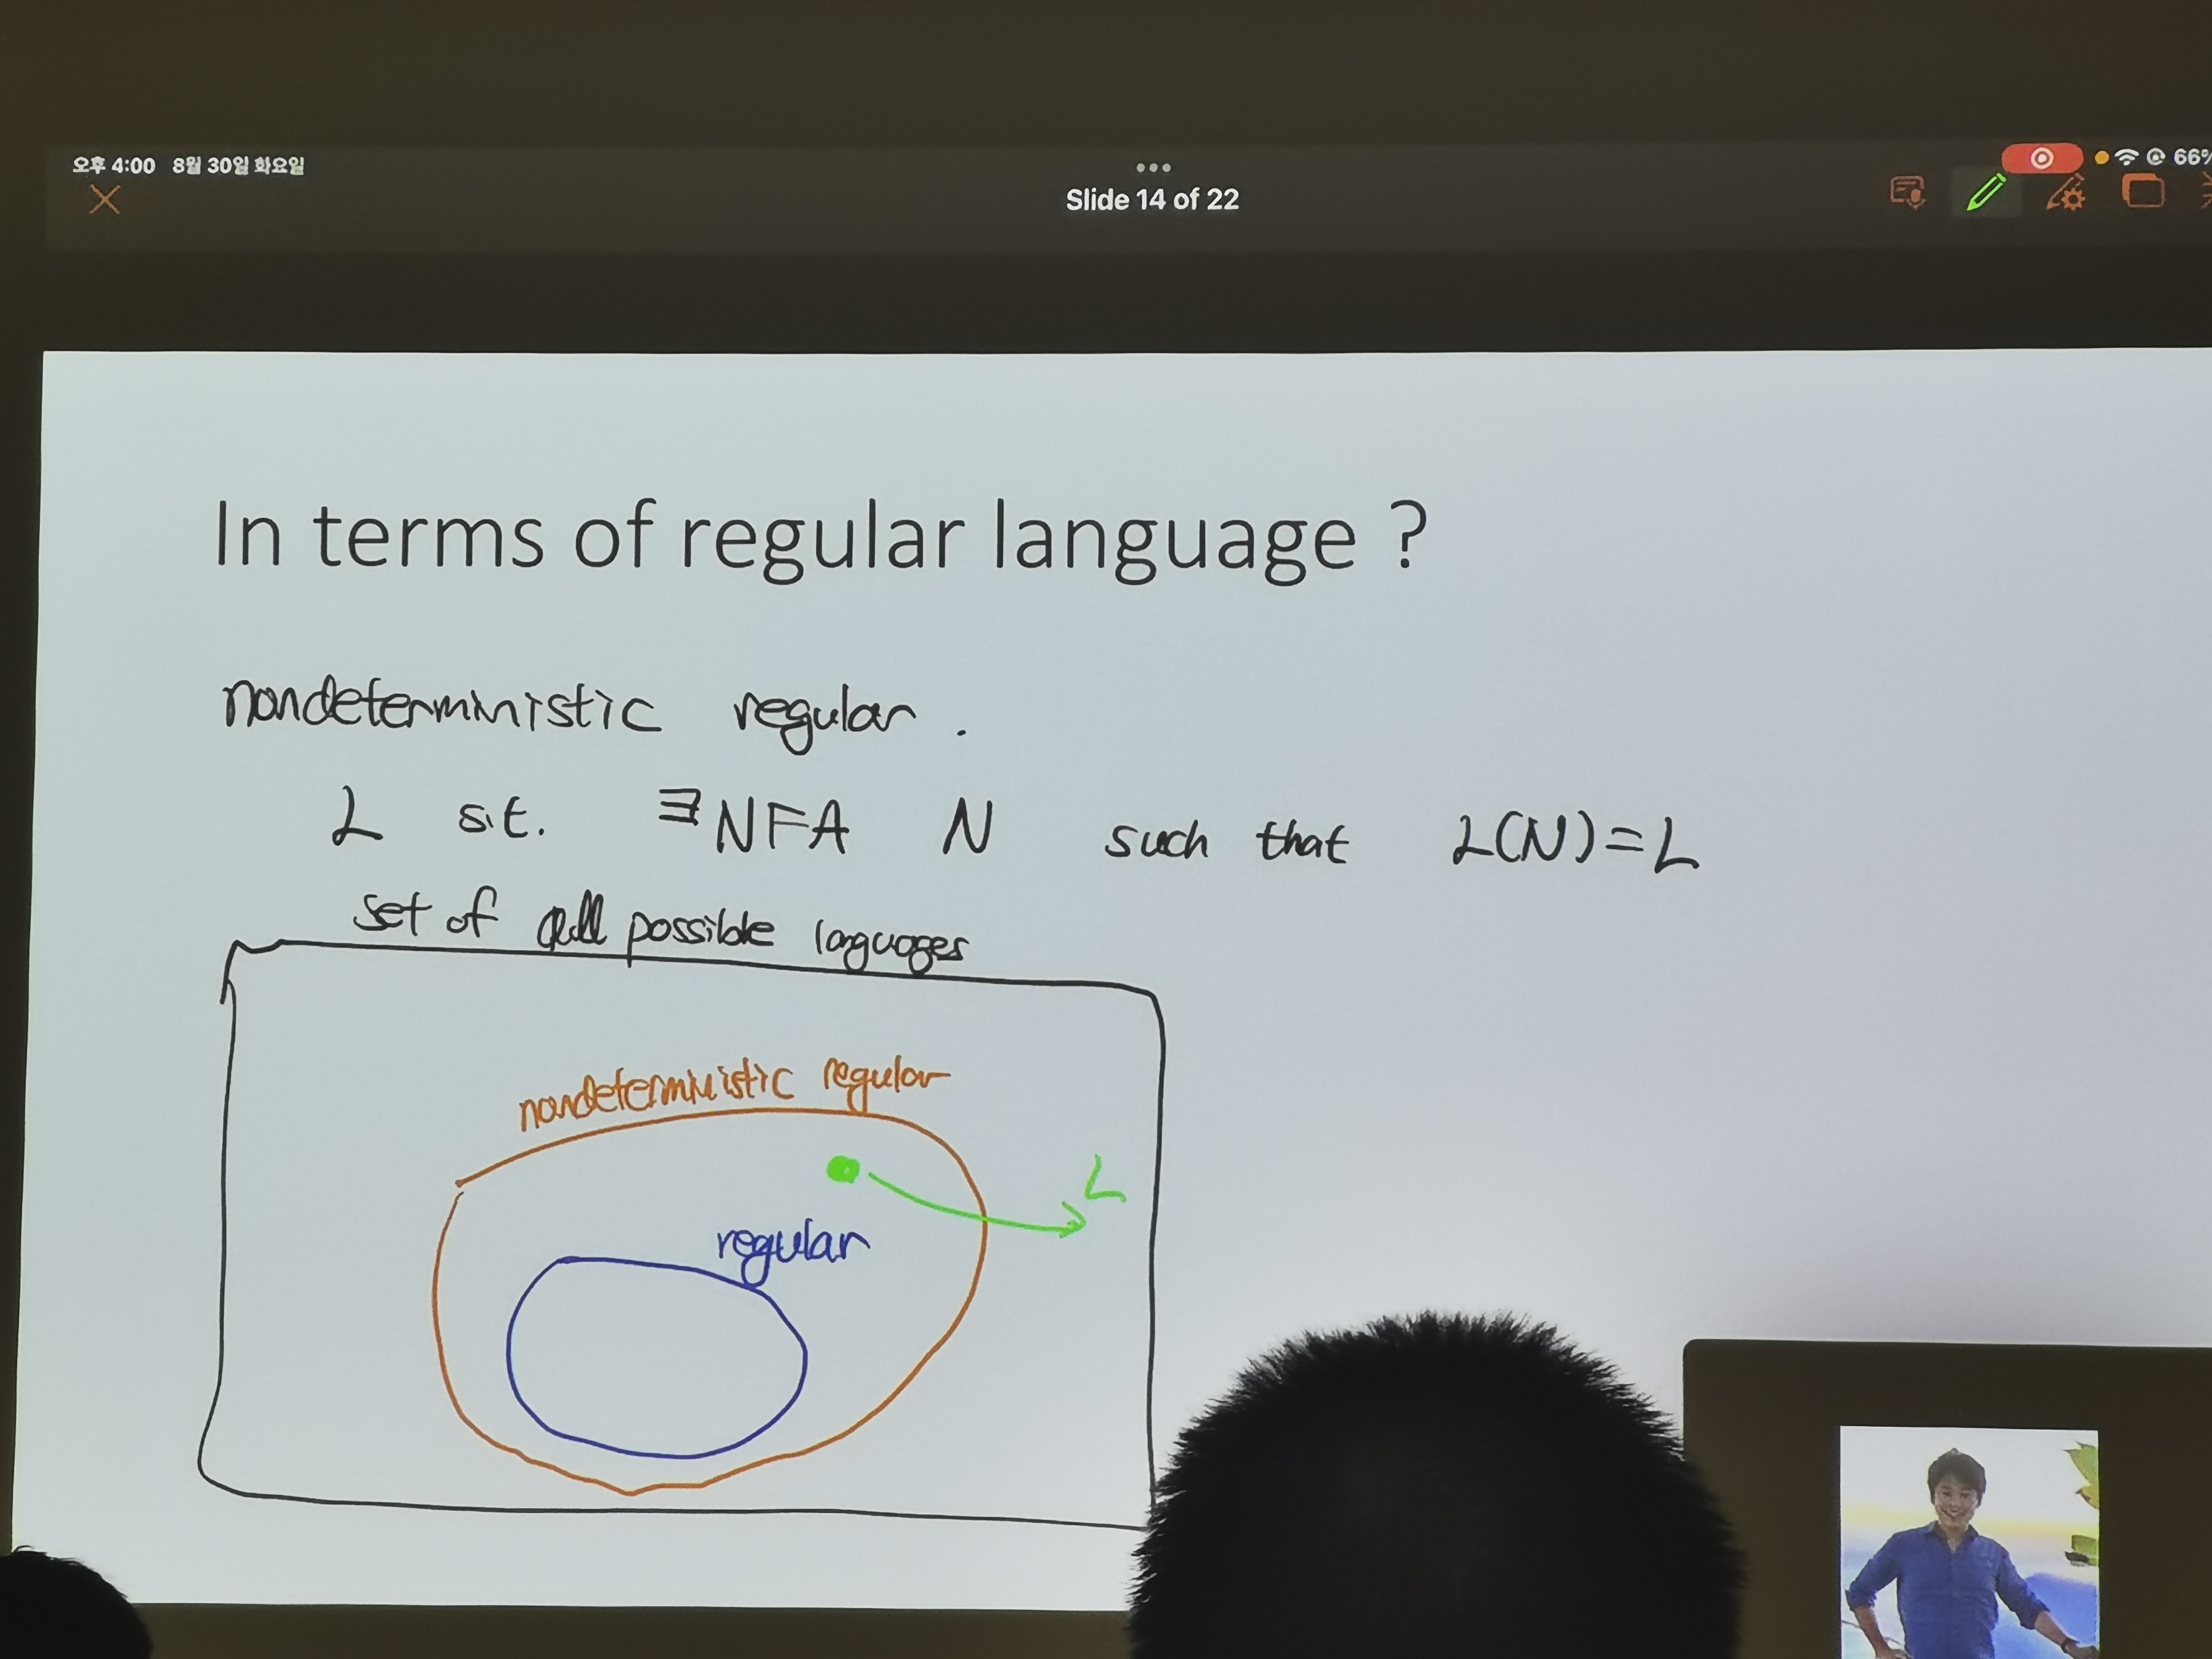 오후 4:00 8월 30일 화요일
66%
Slide 14 of 22
In terms of regular language ?
nondeterministic regular .
L s.t. ∃NFA N such that L(N)=L
set of all possible languages
nondeterministic regular
L
regular